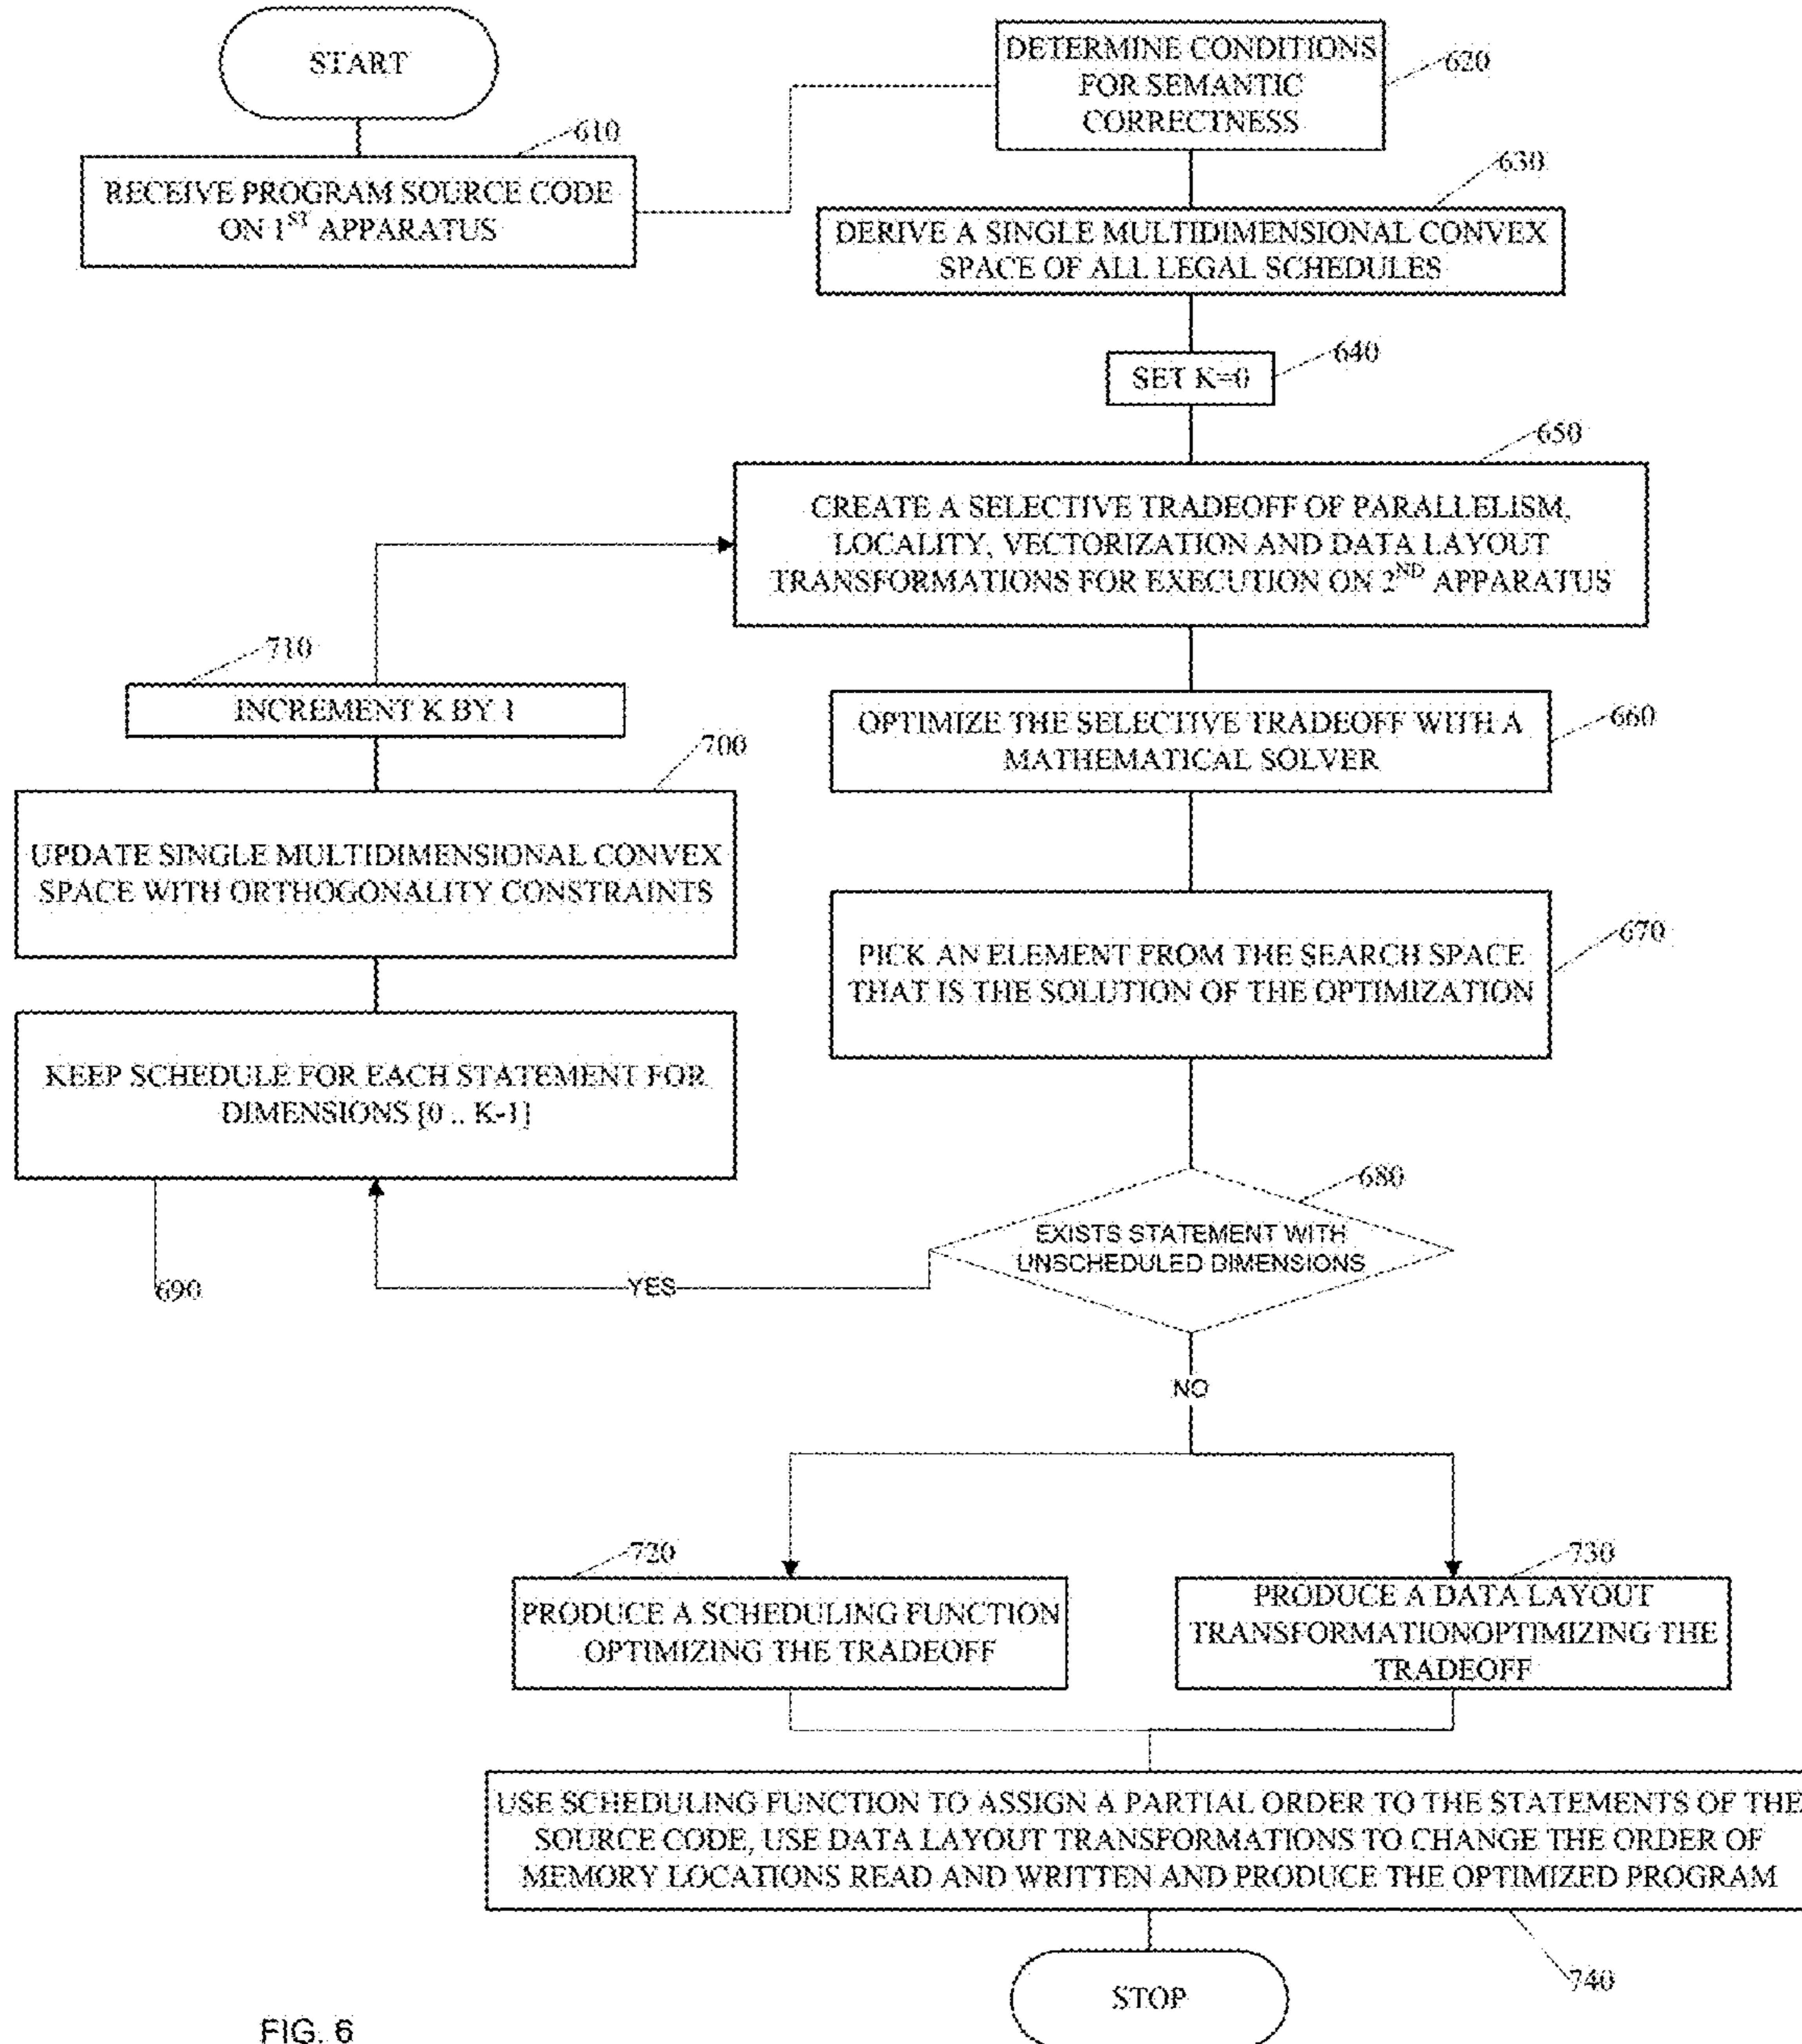 START
610
RECEIVE PROGRAM SOURCE CODE
ON 1ST APPARATUS
DETERMINE CONDITIONS
FOR SEMANTIC
CORRECTNESS
620
630
DERIVE A SINGLE MULTIDIMENSIONAL CONVEX
SPACE OF ALL LEGAL SCHEDULES
640
SET K=0
650
CREATE A SELECTIVE TRADEOFF OF PARALLELISM,
LOCALITY, VECTORIZATION AND DATA LAYOUT
TRANSFORMATIONS FOR EXECUTION ON 2ND APPARATUS
660
OPTIMIZE THE SELECTIVE TRADEOFF WITH A
MATHEMATICAL SOLVER
670
PICK AN ELEMENT FROM THE SEARCH SPACE
THAT IS THE SOLUTION OF THE OPTIMIZATION
680
EXISTS STATEMENT WITH
UNSCHEDULED DIMENSIONS
YES
690
KEEP SCHEDULE FOR EACH STATEMENT FOR
DIMENSIONS [0 .. K-1]
700
UPDATE SINGLE MULTIDIMENSIONAL CONVEX
SPACE WITH ORTHOGONALITY CONSTRAINTS
710
INCREMENT K BY 1
NO
720
PRODUCE A SCHEDULING FUNCTION
OPTIMIZING THE TRADEOFF
730
PRODUCE A DATA LAYOUT
TRANSFORMATIONOPTIMIZING THE
TRADEOFF
USE SCHEDULING FUNCTION TO ASSIGN A PARTIAL ORDER TO THE STATEMENTS OF THE
SOURCE CODE, USE DATA LAYOUT TRANSFORMATIONS TO CHANGE THE ORDER OF
MEMORY LOCATIONS READ AND WRITTEN AND PRODUCE THE OPTIMIZED PROGRAM
740
STOP
FIG. 6